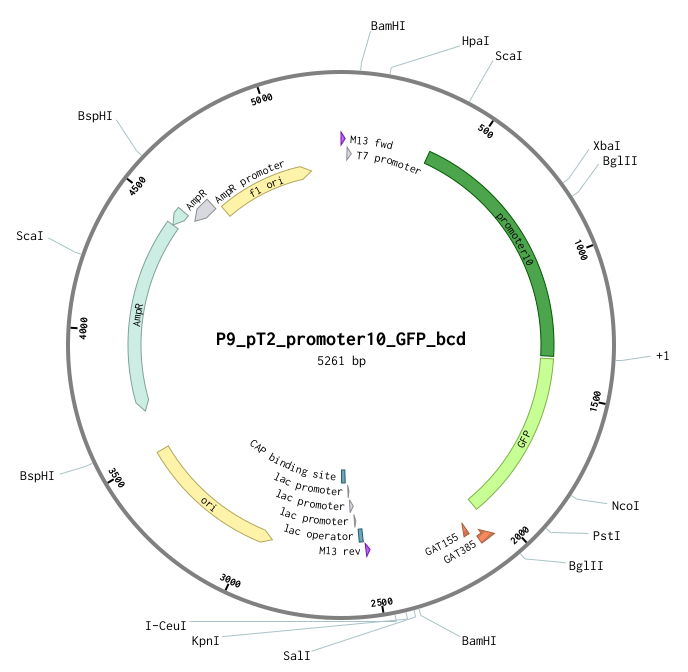 BamHI
HpaI
ScaI
5000
BspHI
500
M13 fwd
T7 promoter
XbaI
BglII
4500
AmpR
AmpR promoter
f1 ori
promoter10
ScaI
1000
AmpR
4000
P9_pT2_promoter10_GFP_bcd
5261 bp
+1
1500
GFP
CAP binding site
lac promoter
lac promoter
lac promoter
lac operator
M13 rev
BspHI
3500
ori
NcoI
PstI
2000
GAT155
GAT385
BglII
3000
2500
I-CeuI
KpnI
SalI
BamHI